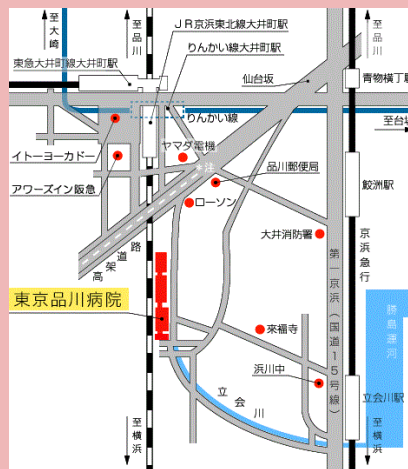 至大崎
至品川
JR京浜東北線大井町駅
りんかい線大井町駅
東急大井町線大井町駅
仙台坂
至品川
青物横丁駅
りんかい線
至台場
イトーヨーカドー
ヤマダ電機
*注
品川郵便局
アワーズイン阪急
鮫洲駅
ローソン
大井消防署
高架道路
京浜急行
第一京浜(国道15号線)
東京品川病院
勝島運河
來福寺
浜川中
立会川
立会川駅
至横浜
至横浜